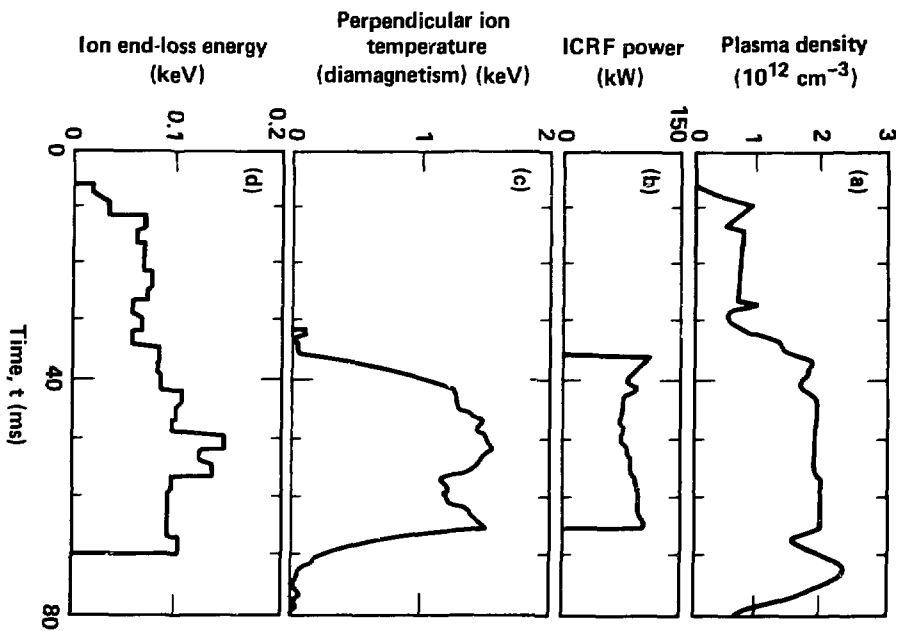 Plasma density
(10¹² cm⁻³)
0
1
2
3
(a)
ICRF power
(kW)
0
150
(b)
Perpendicular ion
temperature
(diamagnetism) (keV)
0
1
2
(c)
Ion end-loss energy
(keV)
0
0.1
0.2
(d)
0
40
80
Time, t (ms)